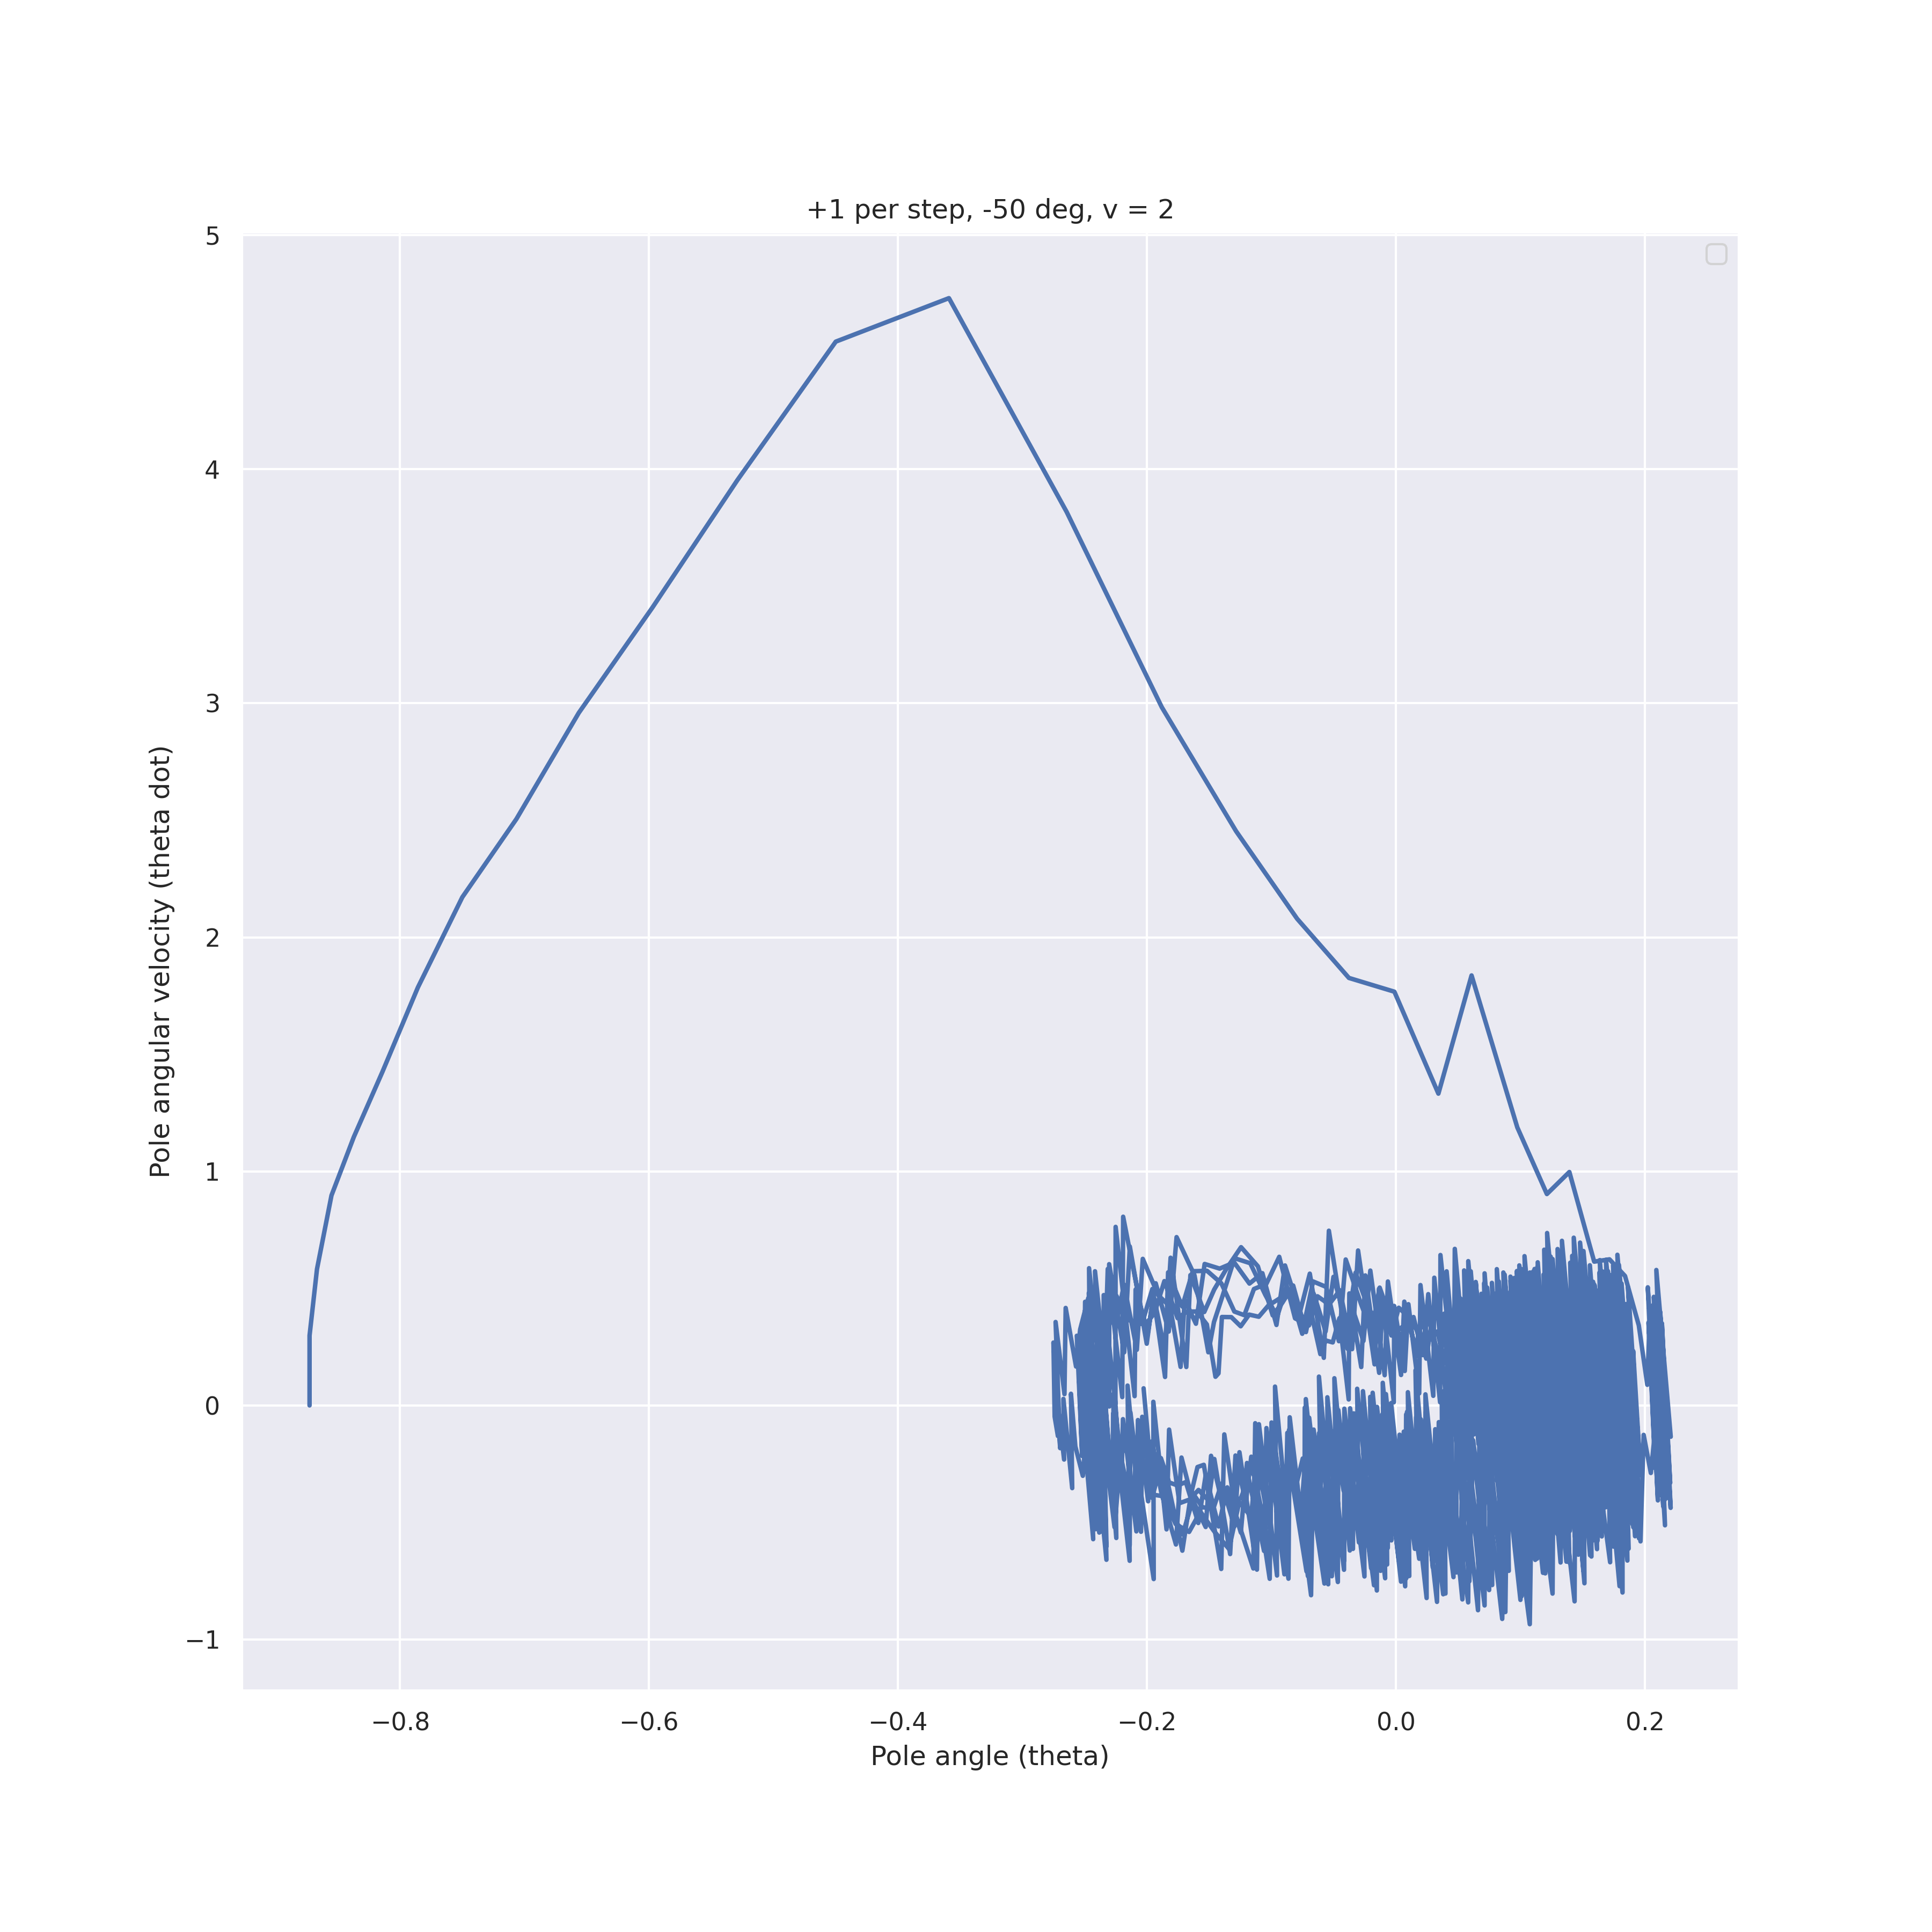 +1 per step, -50 deg, v = 2
5
4
3
2
1
0
−1
Pole angular velocity (theta dot)
−0.8 −0.6 −0.4 −0.2 0.0 0.2
Pole angle (theta)